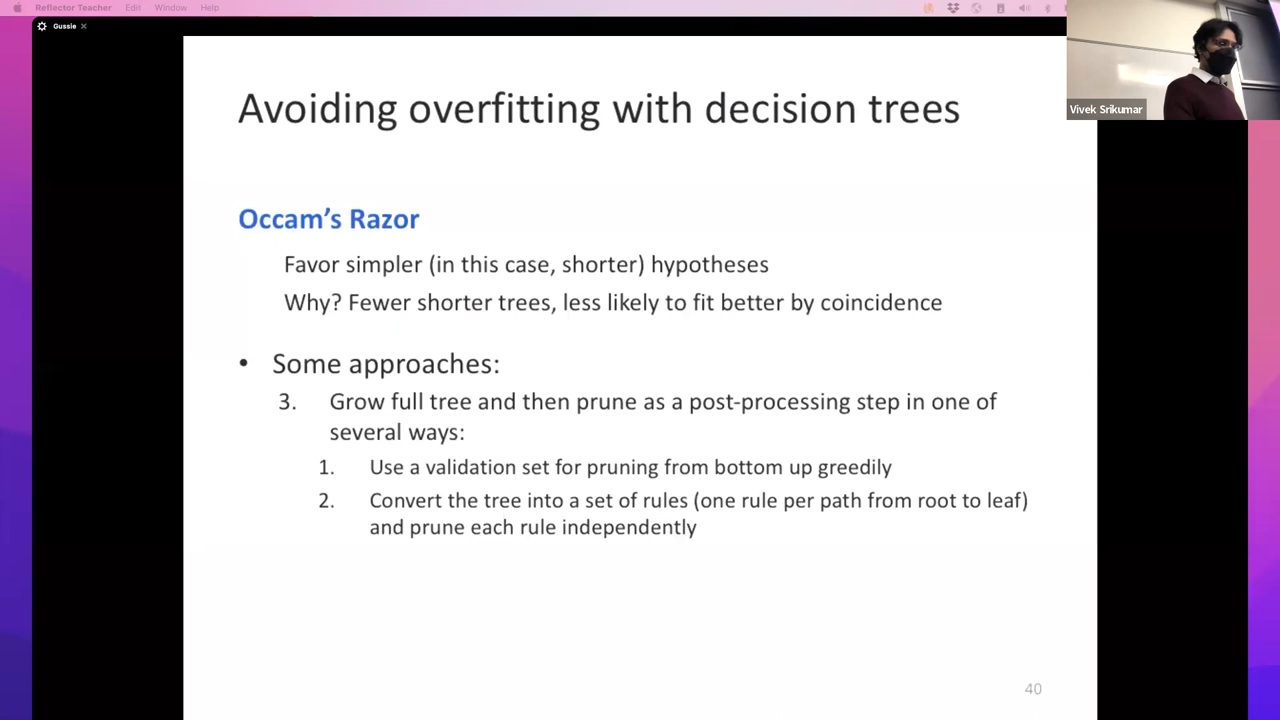 Reflector Teacher Edit Window Help
Gussie
Vivek Srikumar
Avoiding overfitting with decision trees
Occam's Razor
Favor simpler (in this case, shorter) hypotheses
Why? Fewer shorter trees, less likely to fit better by coincidence
• Some approaches:
3. Grow full tree and then prune as a post-processing step in one of
several ways:
1. Use a validation set for pruning from bottom up greedily
2. Convert the tree into a set of rules (one rule per path from root to leaf)
and prune each rule independently
40